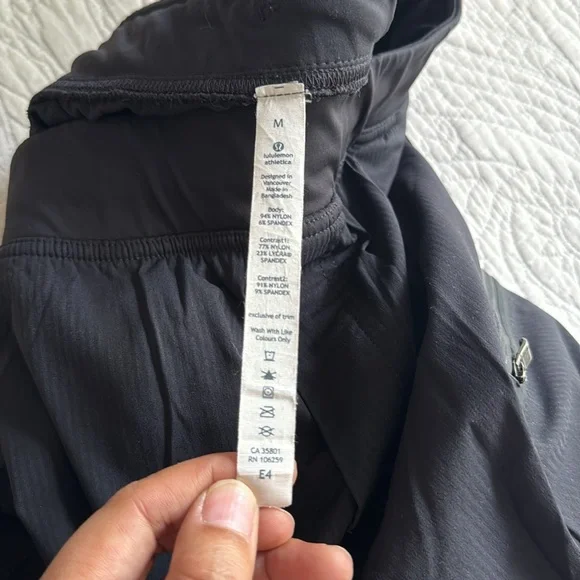 M
lululemon
athletica
Designed in
Vancouver
Made in
Bangladesh
Body:
94% NYLON
6% SPANDEX
Contrast1:
77% NYLON
23% LYCRA®
SPANDEX
Contrast2:
91% NYLON
9% SPANDEX
exclusive of trim
Wash With Like
Colours Only
CA 35801
RN 106259
E4